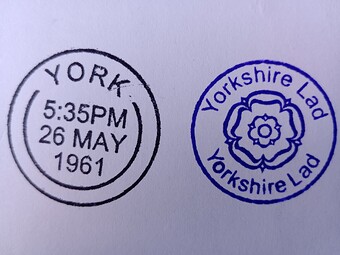 YORK
5:35PM
26 MAY
1961
Yorkshire Lad
Yorkshire Lad